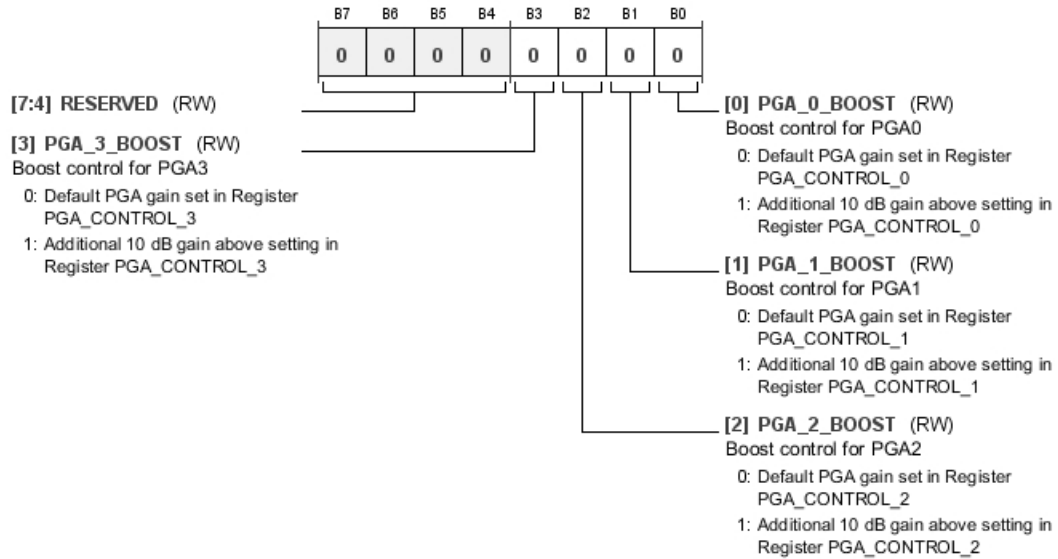 B7 B6 B5 B4 B3 B2 B1 B0
0 0 0 0 0 0 0 0
[7:4] RESERVED (RW)
[3] PGA_3_BOOST (RW)
Boost control for PGA3
0: Default PGA gain set in Register
PGA_CONTROL_3
1: Additional 10 dB gain above setting in
Register PGA_CONTROL_3
[0] PGA_0_BOOST (RW)
Boost control for PGA0
0: Default PGA gain set in Register
PGA_CONTROL_0
1: Additional 10 dB gain above setting in
Register PGA_CONTROL_0
[1] PGA_1_BOOST (RW)
Boost control for PGA1
0: Default PGA gain set in Register
PGA_CONTROL_1
1: Additional 10 dB gain above setting in
Register PGA_CONTROL_1
[2] PGA_2_BOOST (RW)
Boost control for PGA2
0: Default PGA gain set in Register
PGA_CONTROL_2
1: Additional 10 dB gain above setting in
Register PGA_CONTROL_2